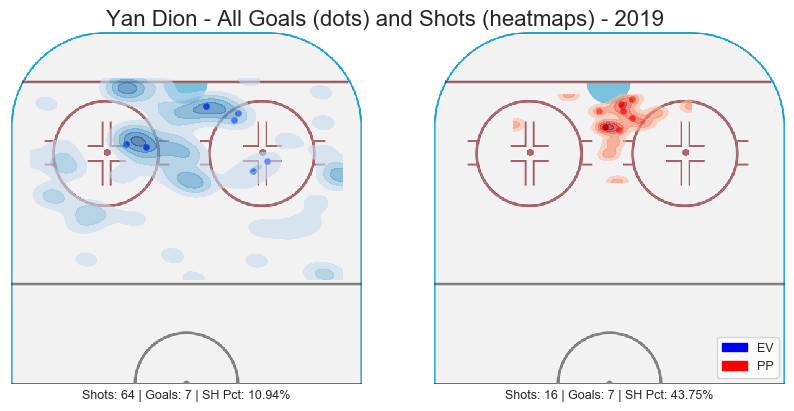 Yan Dion - All Goals (dots) and Shots (heatmaps) - 2019
EV
PP
Shots: 64 | Goals: 7 | SH Pct: 10.94%
Shots: 16 | Goals: 7 | SH Pct: 43.75%